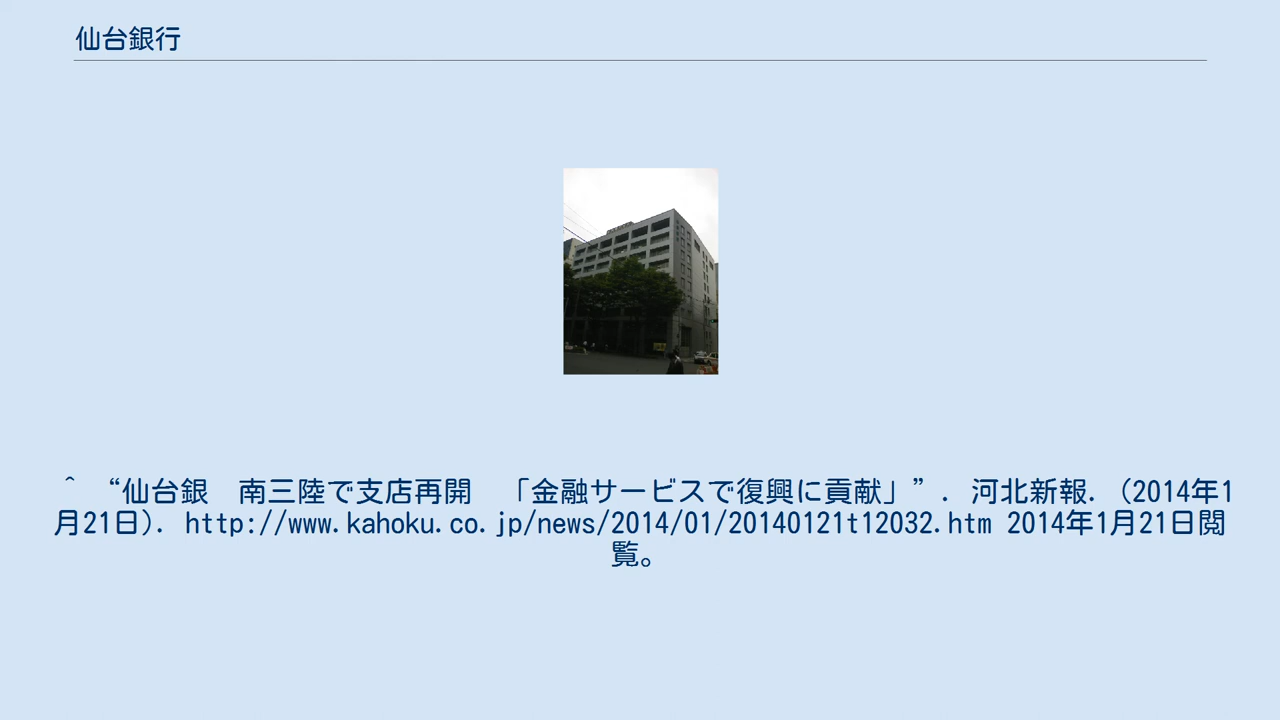 仙台銀行
^ “仙台銀　南三陸で支店再開　「金融サービスで復興に貢献」”. 河北新報. (2014年1
月21日). http://www.kahoku.co.jp/news/2014/01/20140121t12032.htm 2014年1月21日閲
覧。